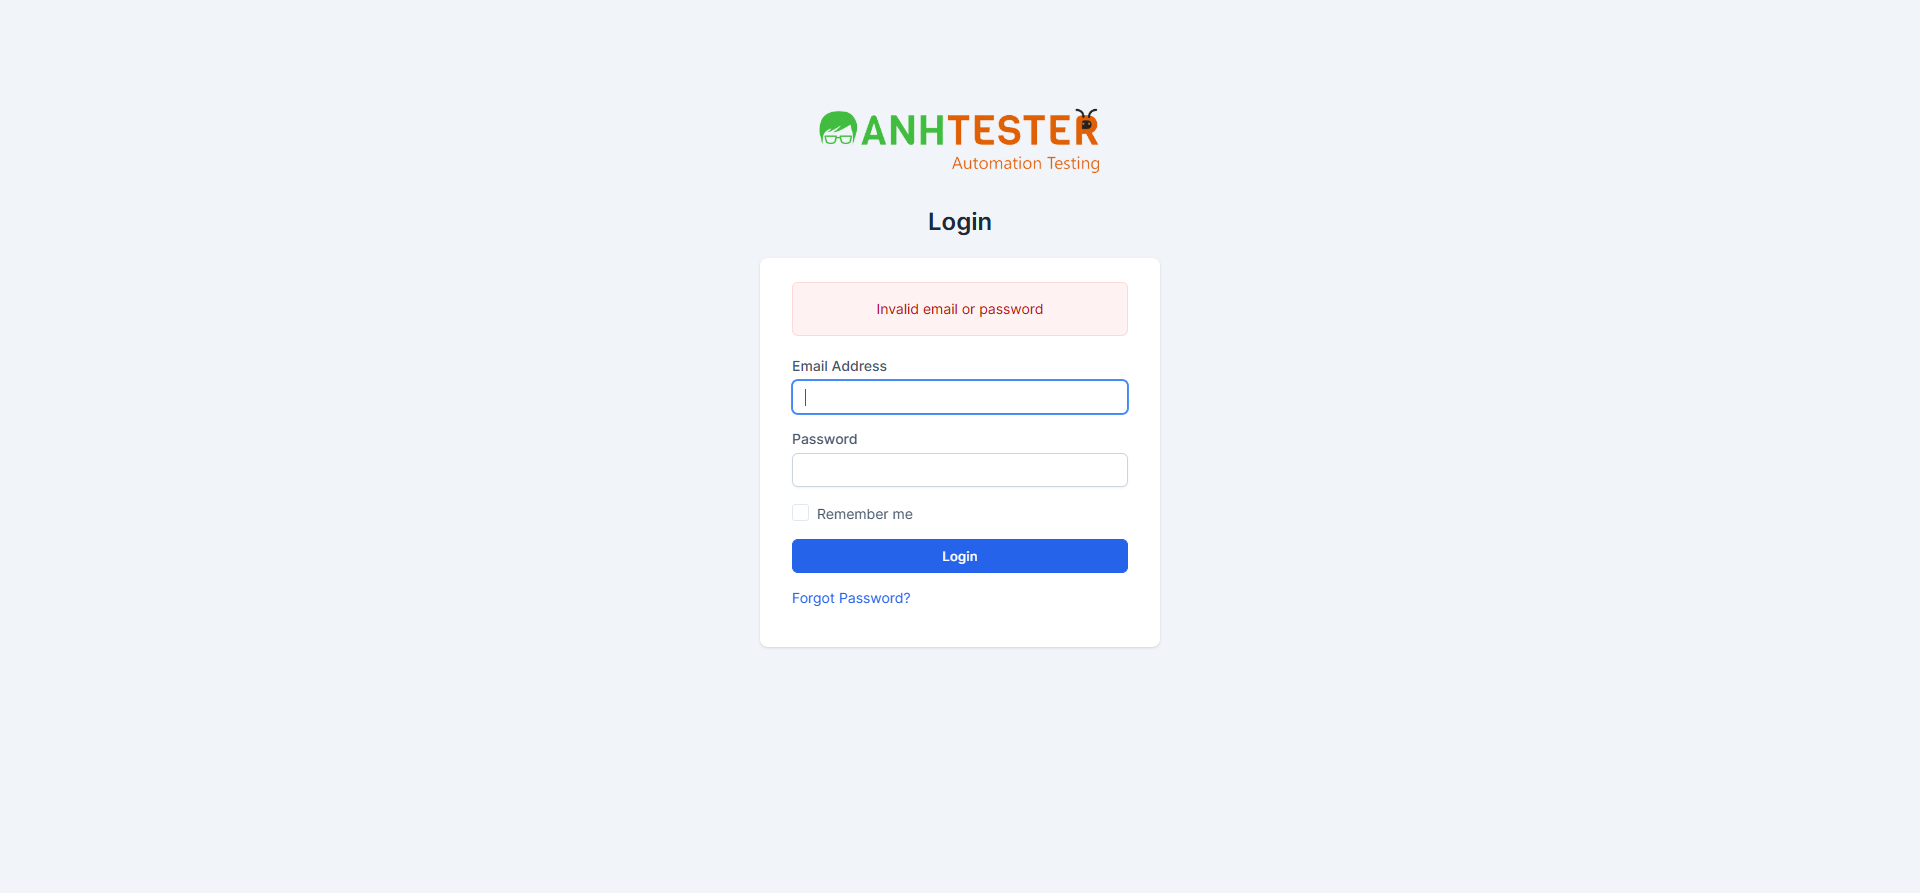 ANHTESTER
Automation Testing
Login
Invalid email or password
Email Address
Password
Remember me
Login
Forgot Password?